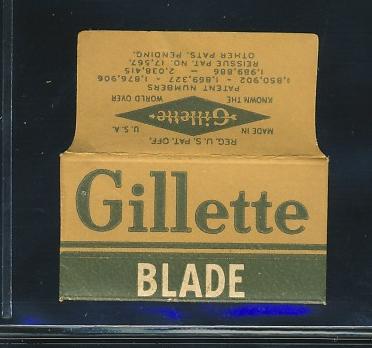 OTHER PATS. PENDING.
REISSUE PAT. NO. 17,567.
1,989,886 - 2,038,415
1,850,902 - 1,869,327 - 1,876,906
PATENT NUMBERS
KNOWN THE WORLD OVER
Gillette
MADE IN U.S.A.
REG. U.S. PAT. OFF.
Gillette
BLADE